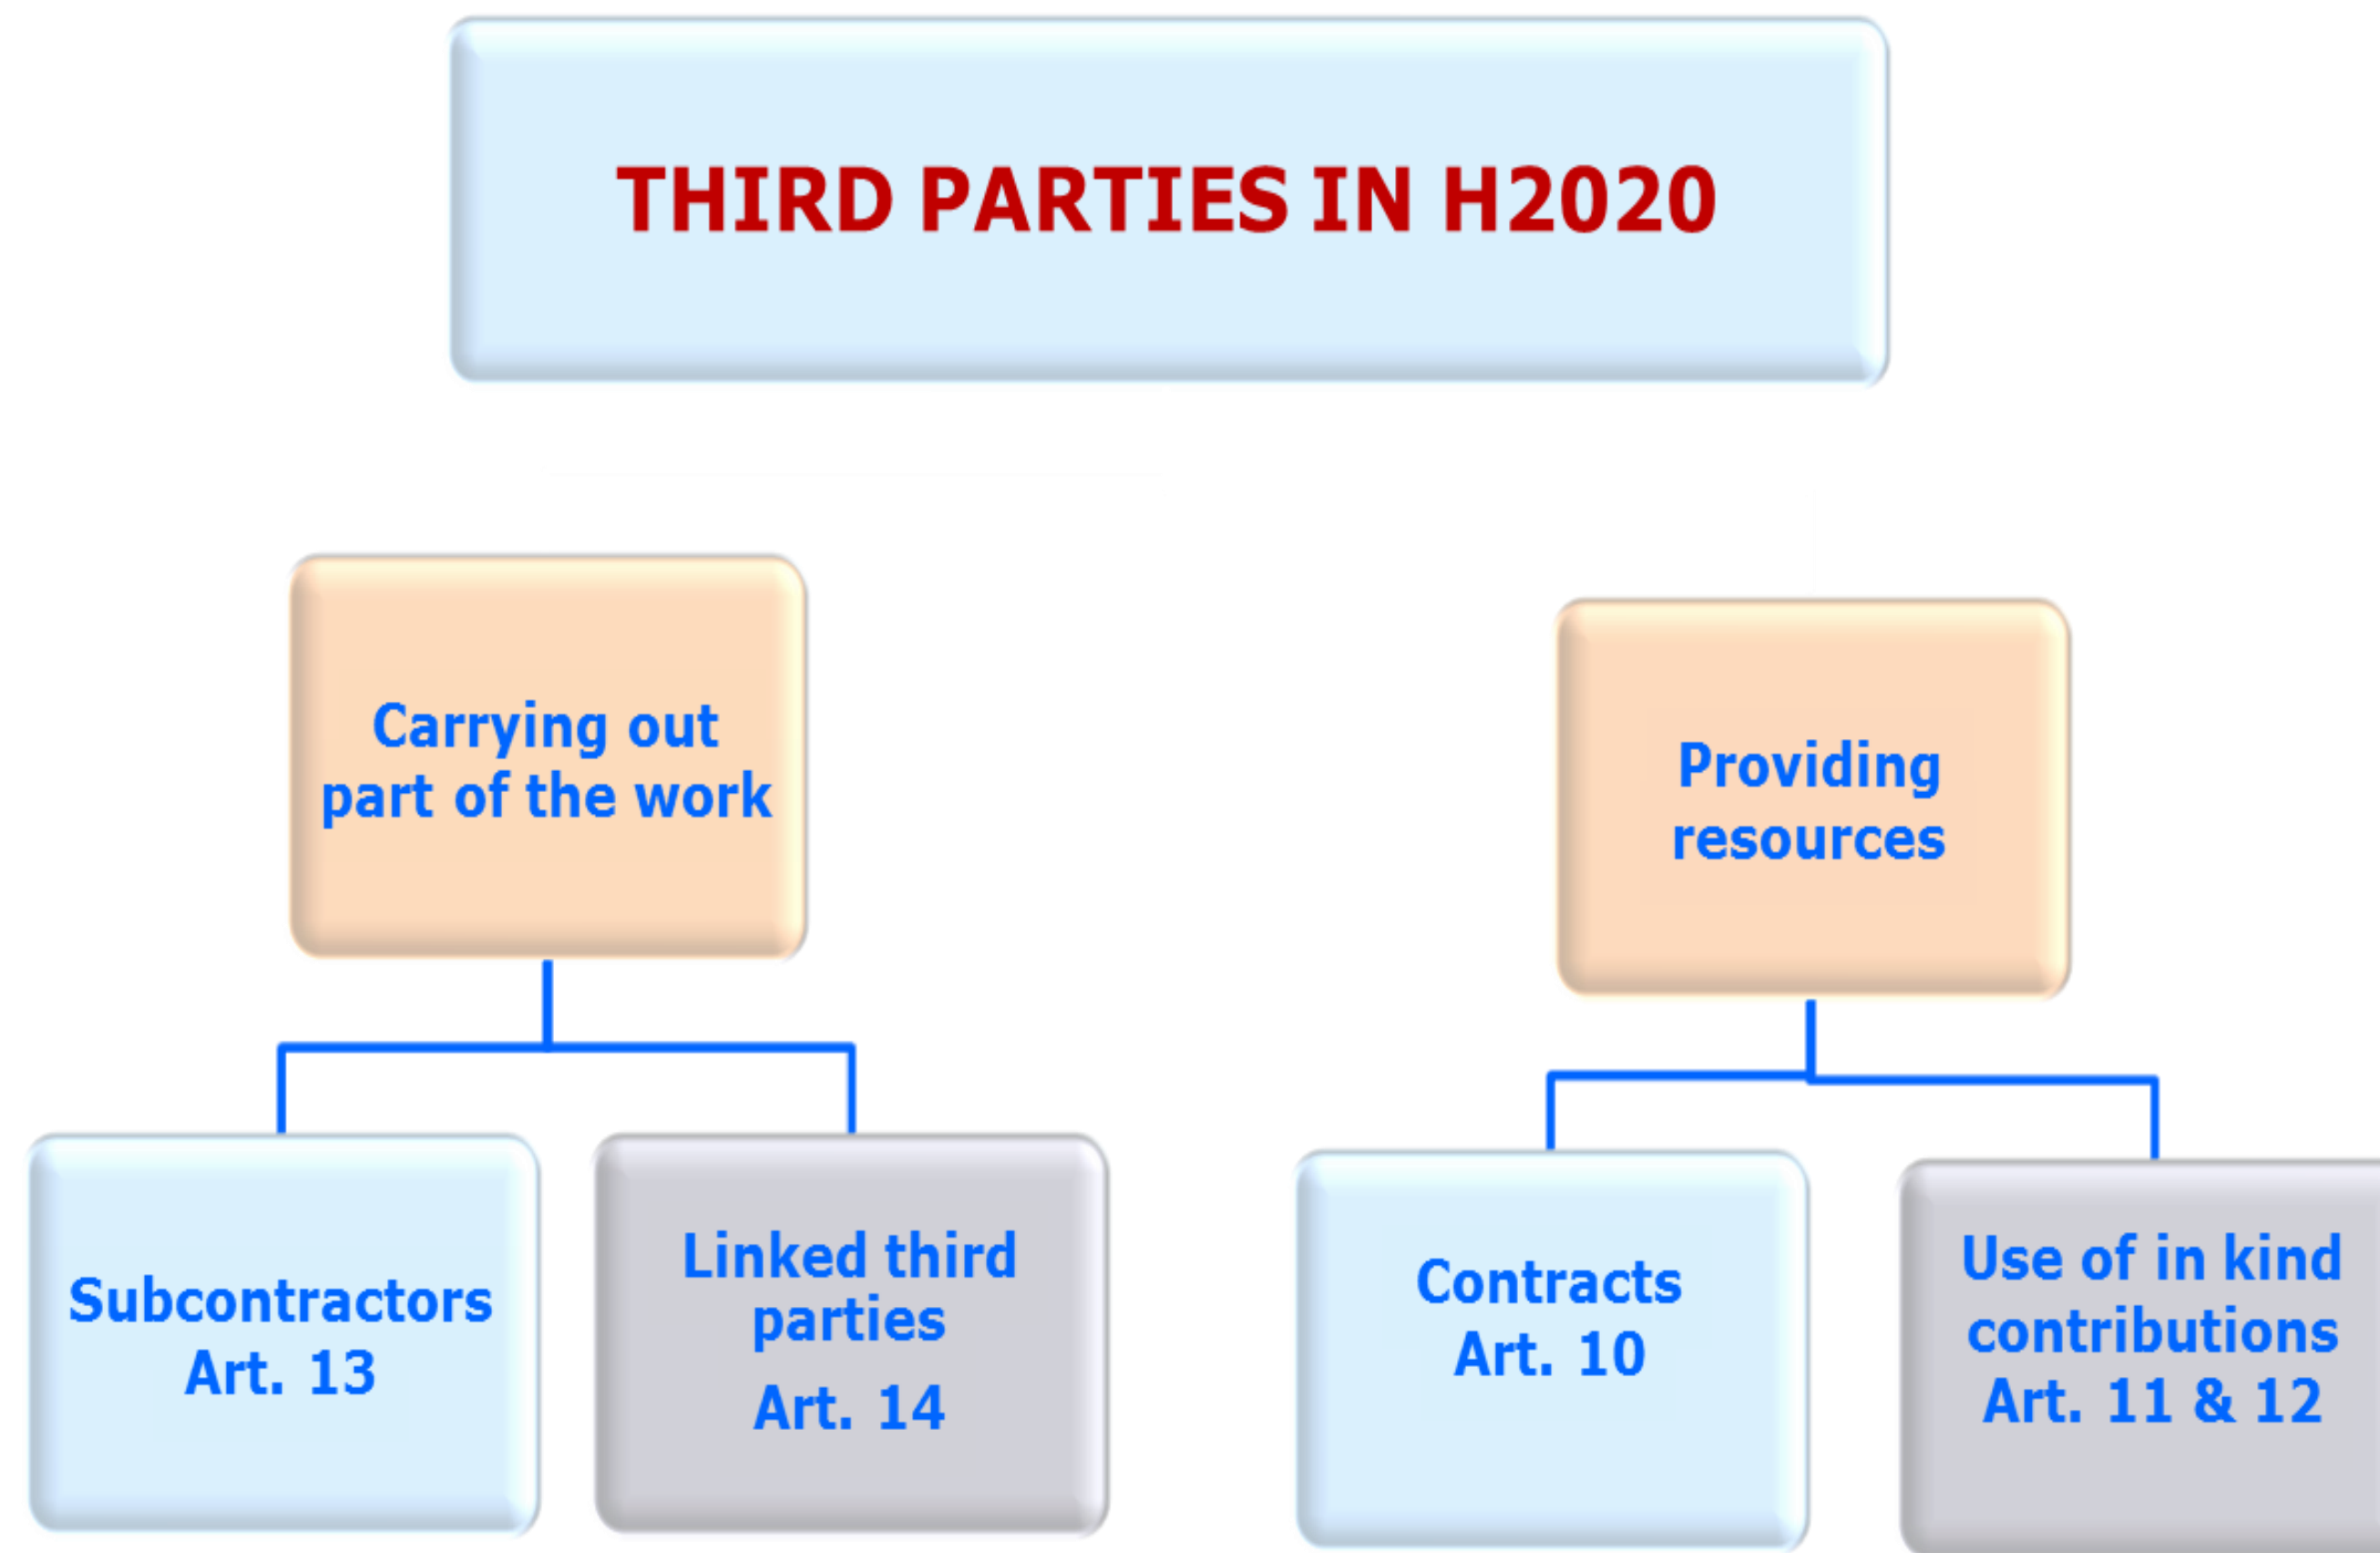 THIRD PARTIES IN H2020
Carrying out
part of the work
Providing
resources
Subcontractors
Art. 13
Linked third
parties
Art. 14
Contracts
Art. 10
Use of in kind
contributions
Art. 11 & 12